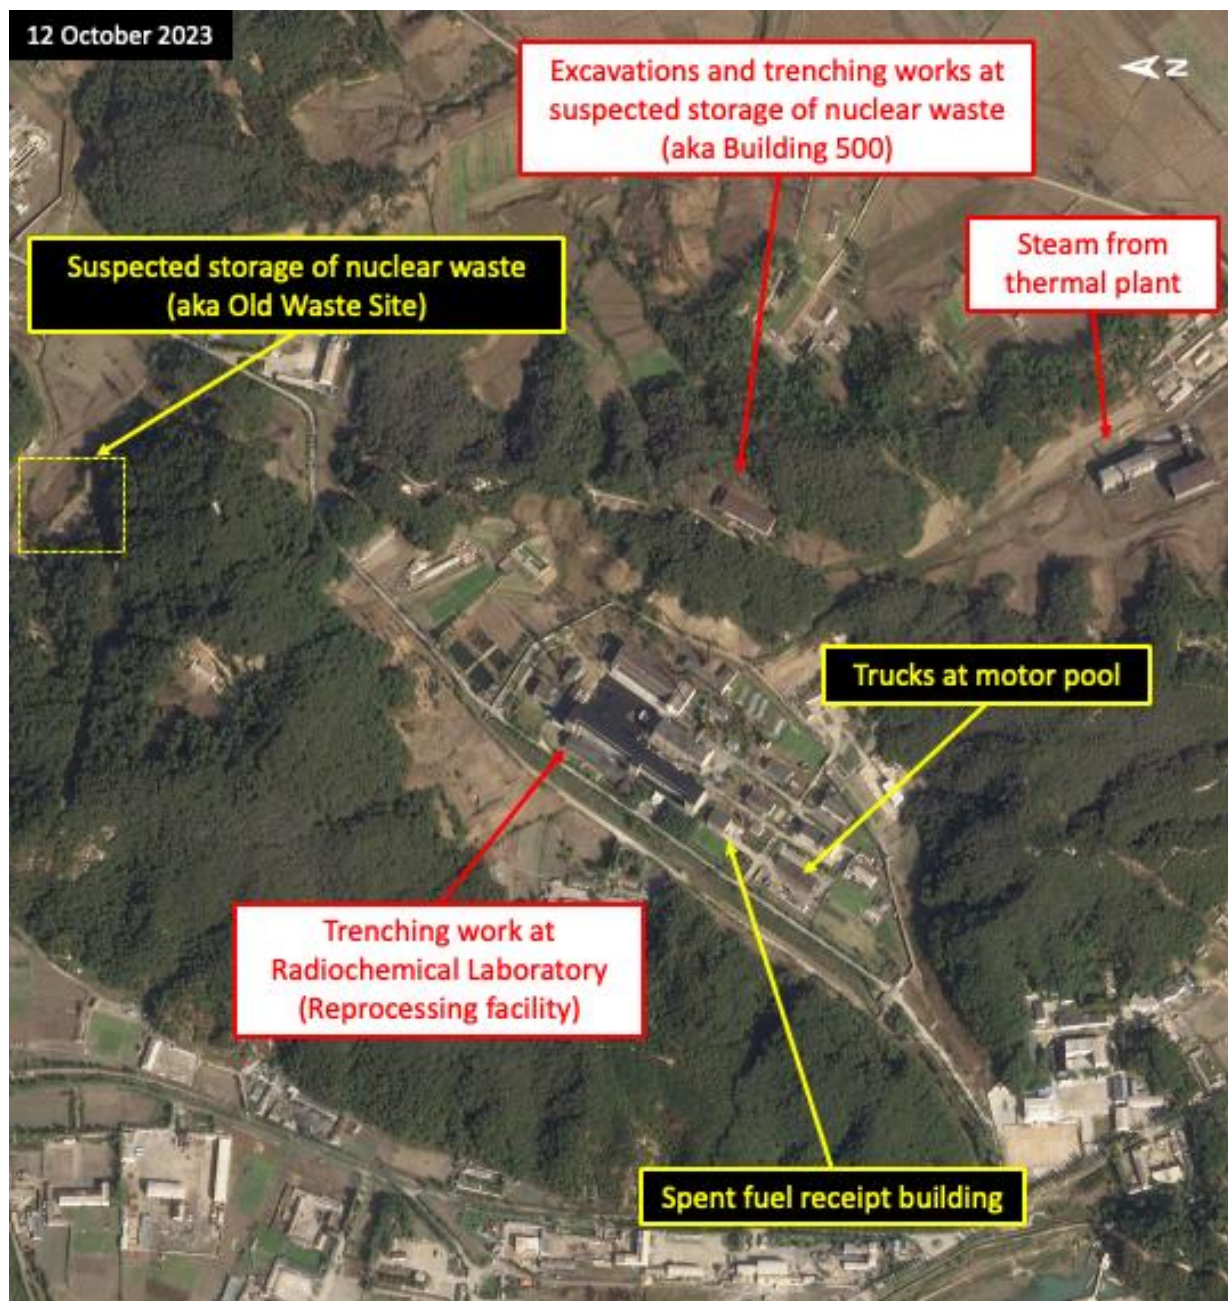 12 October 2023
N
Excavations and trenching works at
suspected storage of nuclear waste
(aka Building 500)
Steam from
thermal plant
Suspected storage of nuclear waste
(aka Old Waste Site)
Trucks at motor pool
Trenching work at
Radiochemical Laboratory
(Reprocessing facility)
Spent fuel receipt building